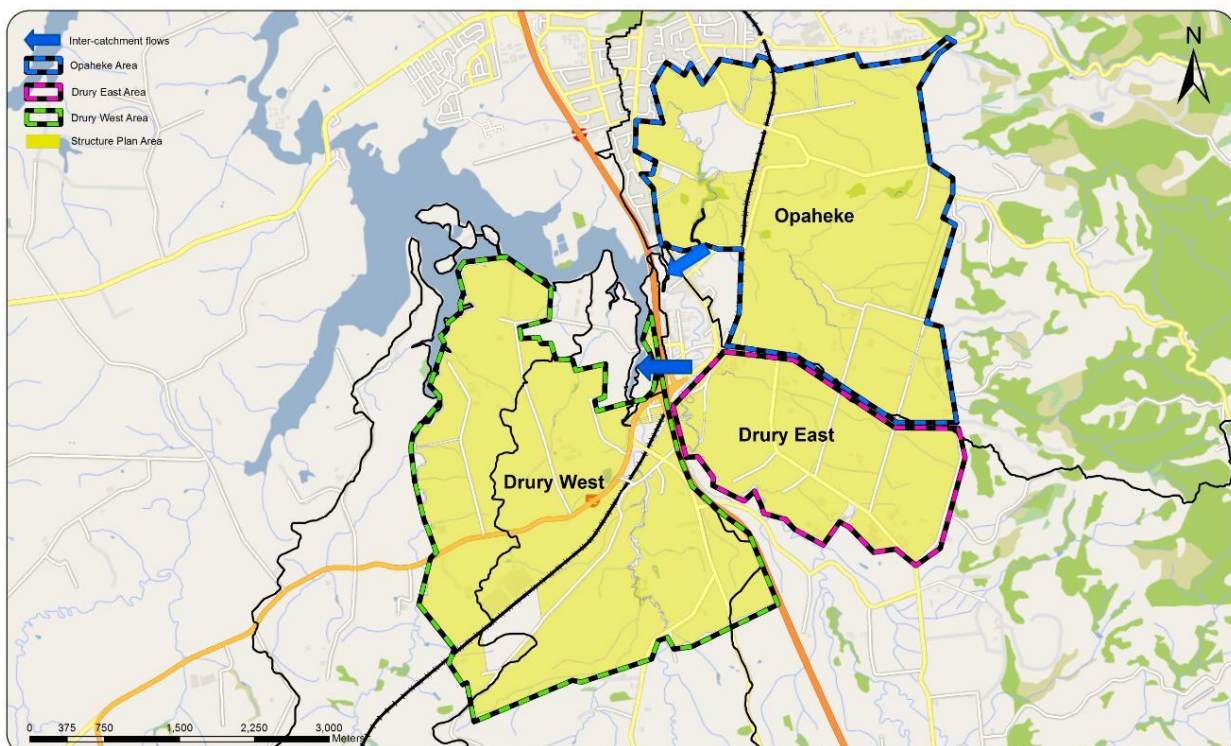 Inter-catchment flows
Opaheke Area
Drury East Area
Drury West Area
Structure Plan Area
N
Opaheke
Drury East
Drury West
0 375 750 1,500 2,250 3,000
Meters